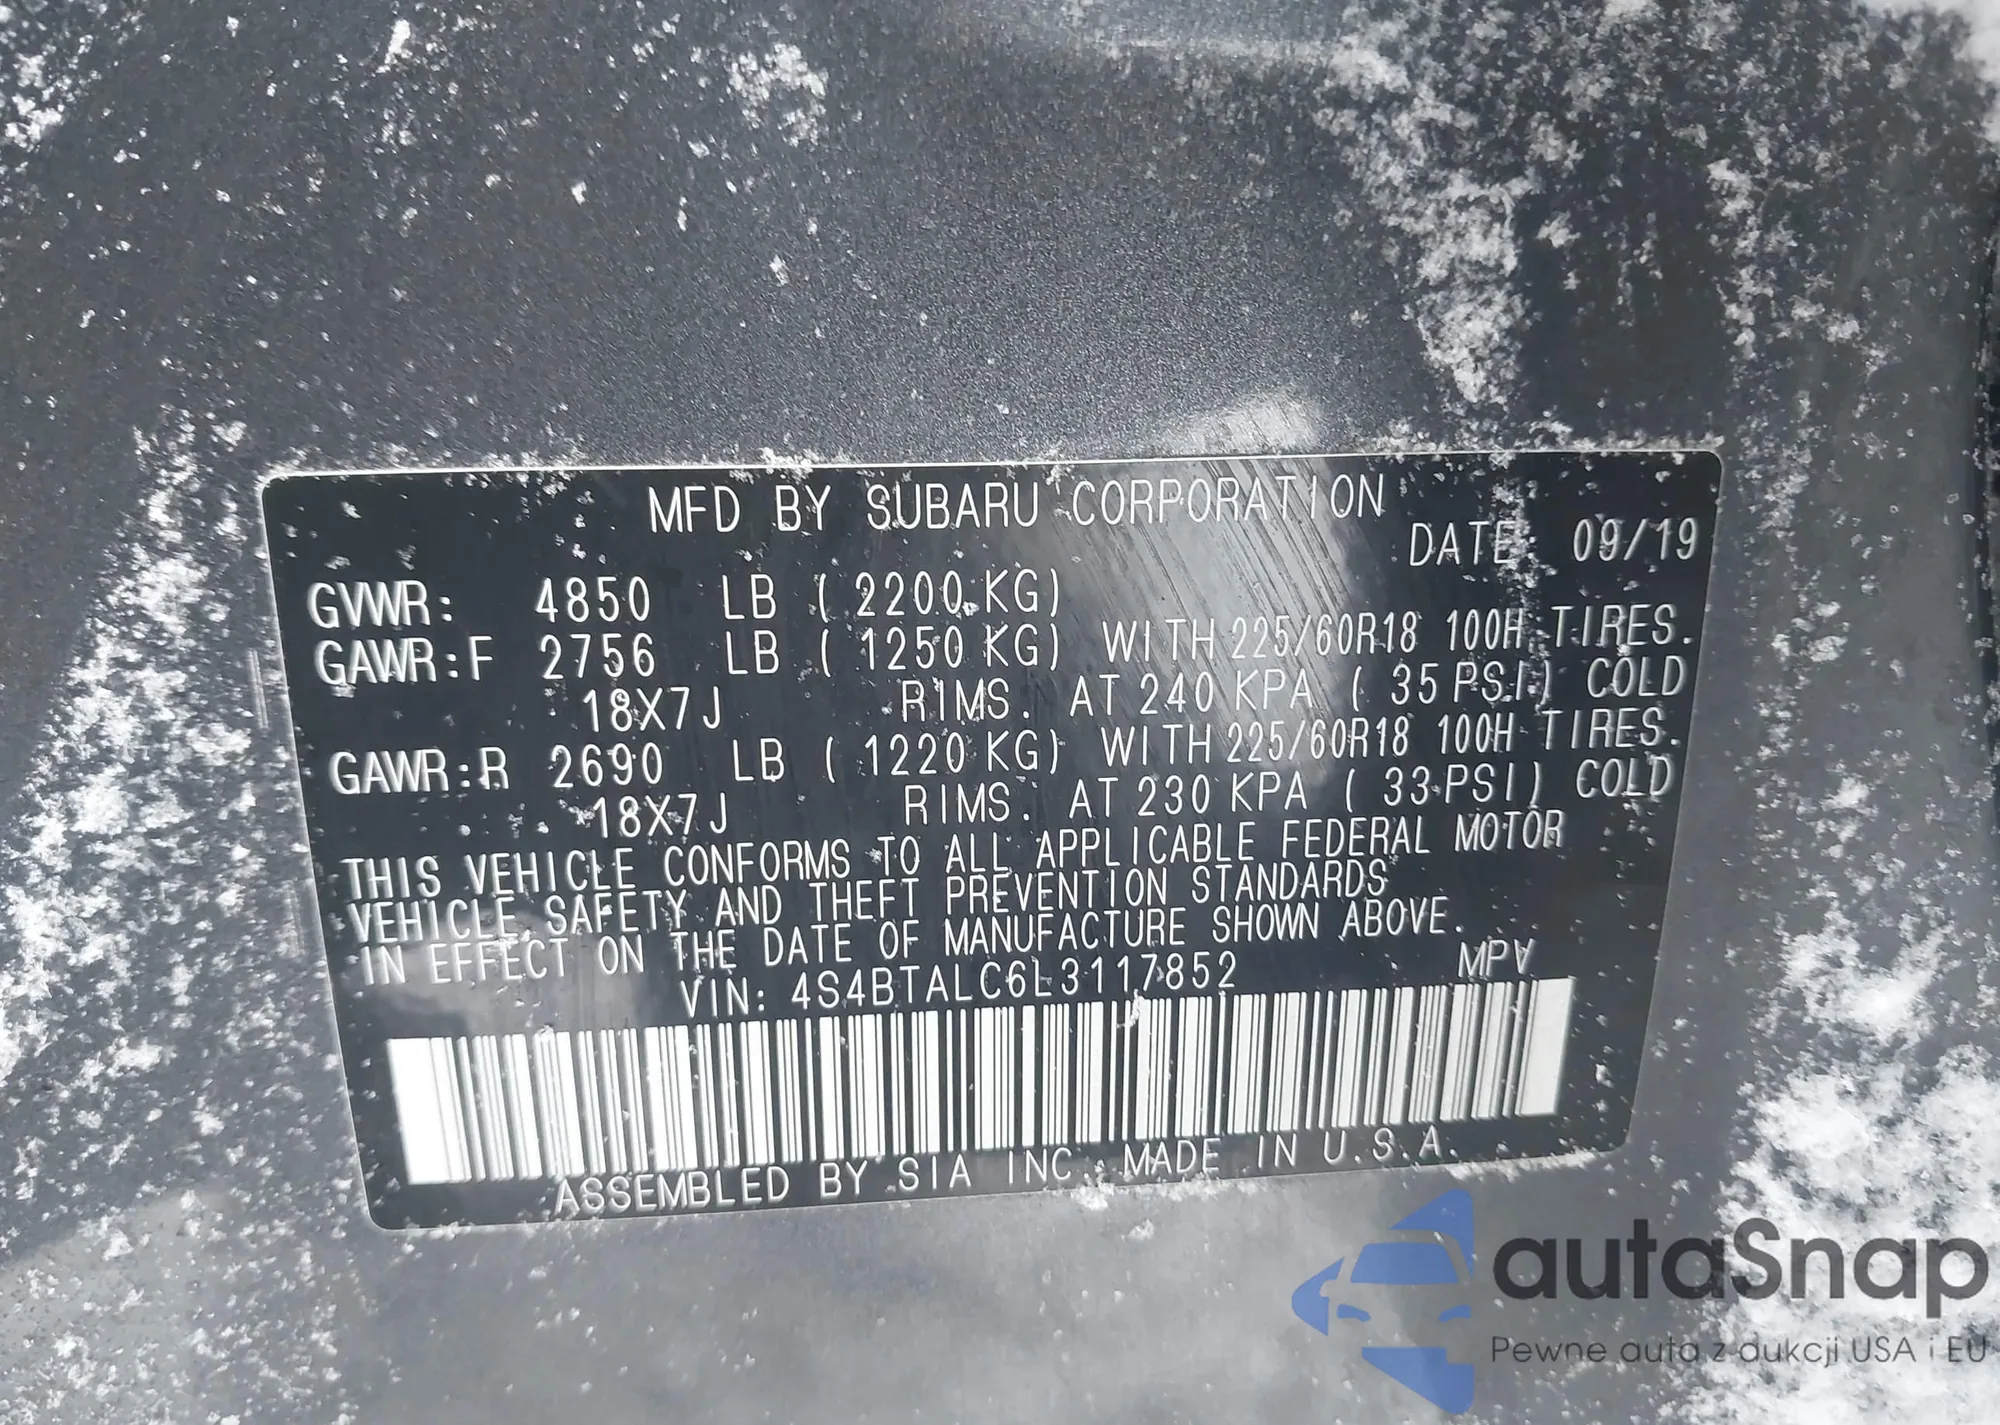 MFD BY SUBARU CORPORATION
DATE 09/19
GVWR: 4850 LB ( 2200 KG)
GAWR:F 2756 LB ( 1250 KG) WITH 225/60R18 100H TIRES.
18X7J RIMS. AT 240 KPA ( 35 PSI) COLD
GAWR:R 2690 LB ( 1220 KG) WITH 225/60R18 100H TIRES.
18X7J RIMS. AT 230 KPA ( 33 PSI) COLD
THIS VEHICLE CONFORMS TO ALL APPLICABLE FEDERAL MOTOR
VEHICLE SAFETY AND THEFT PREVENTION STANDARDS
IN EFFECT ON THE DATE OF MANUFACTURE SHOWN ABOVE.
VIN: 4S4BTALC6L3117852 MPV
ASSEMBLED BY SIA INC. MADE IN U.S.A.
autaSnap
Pewne auta z aukcji USA i EU